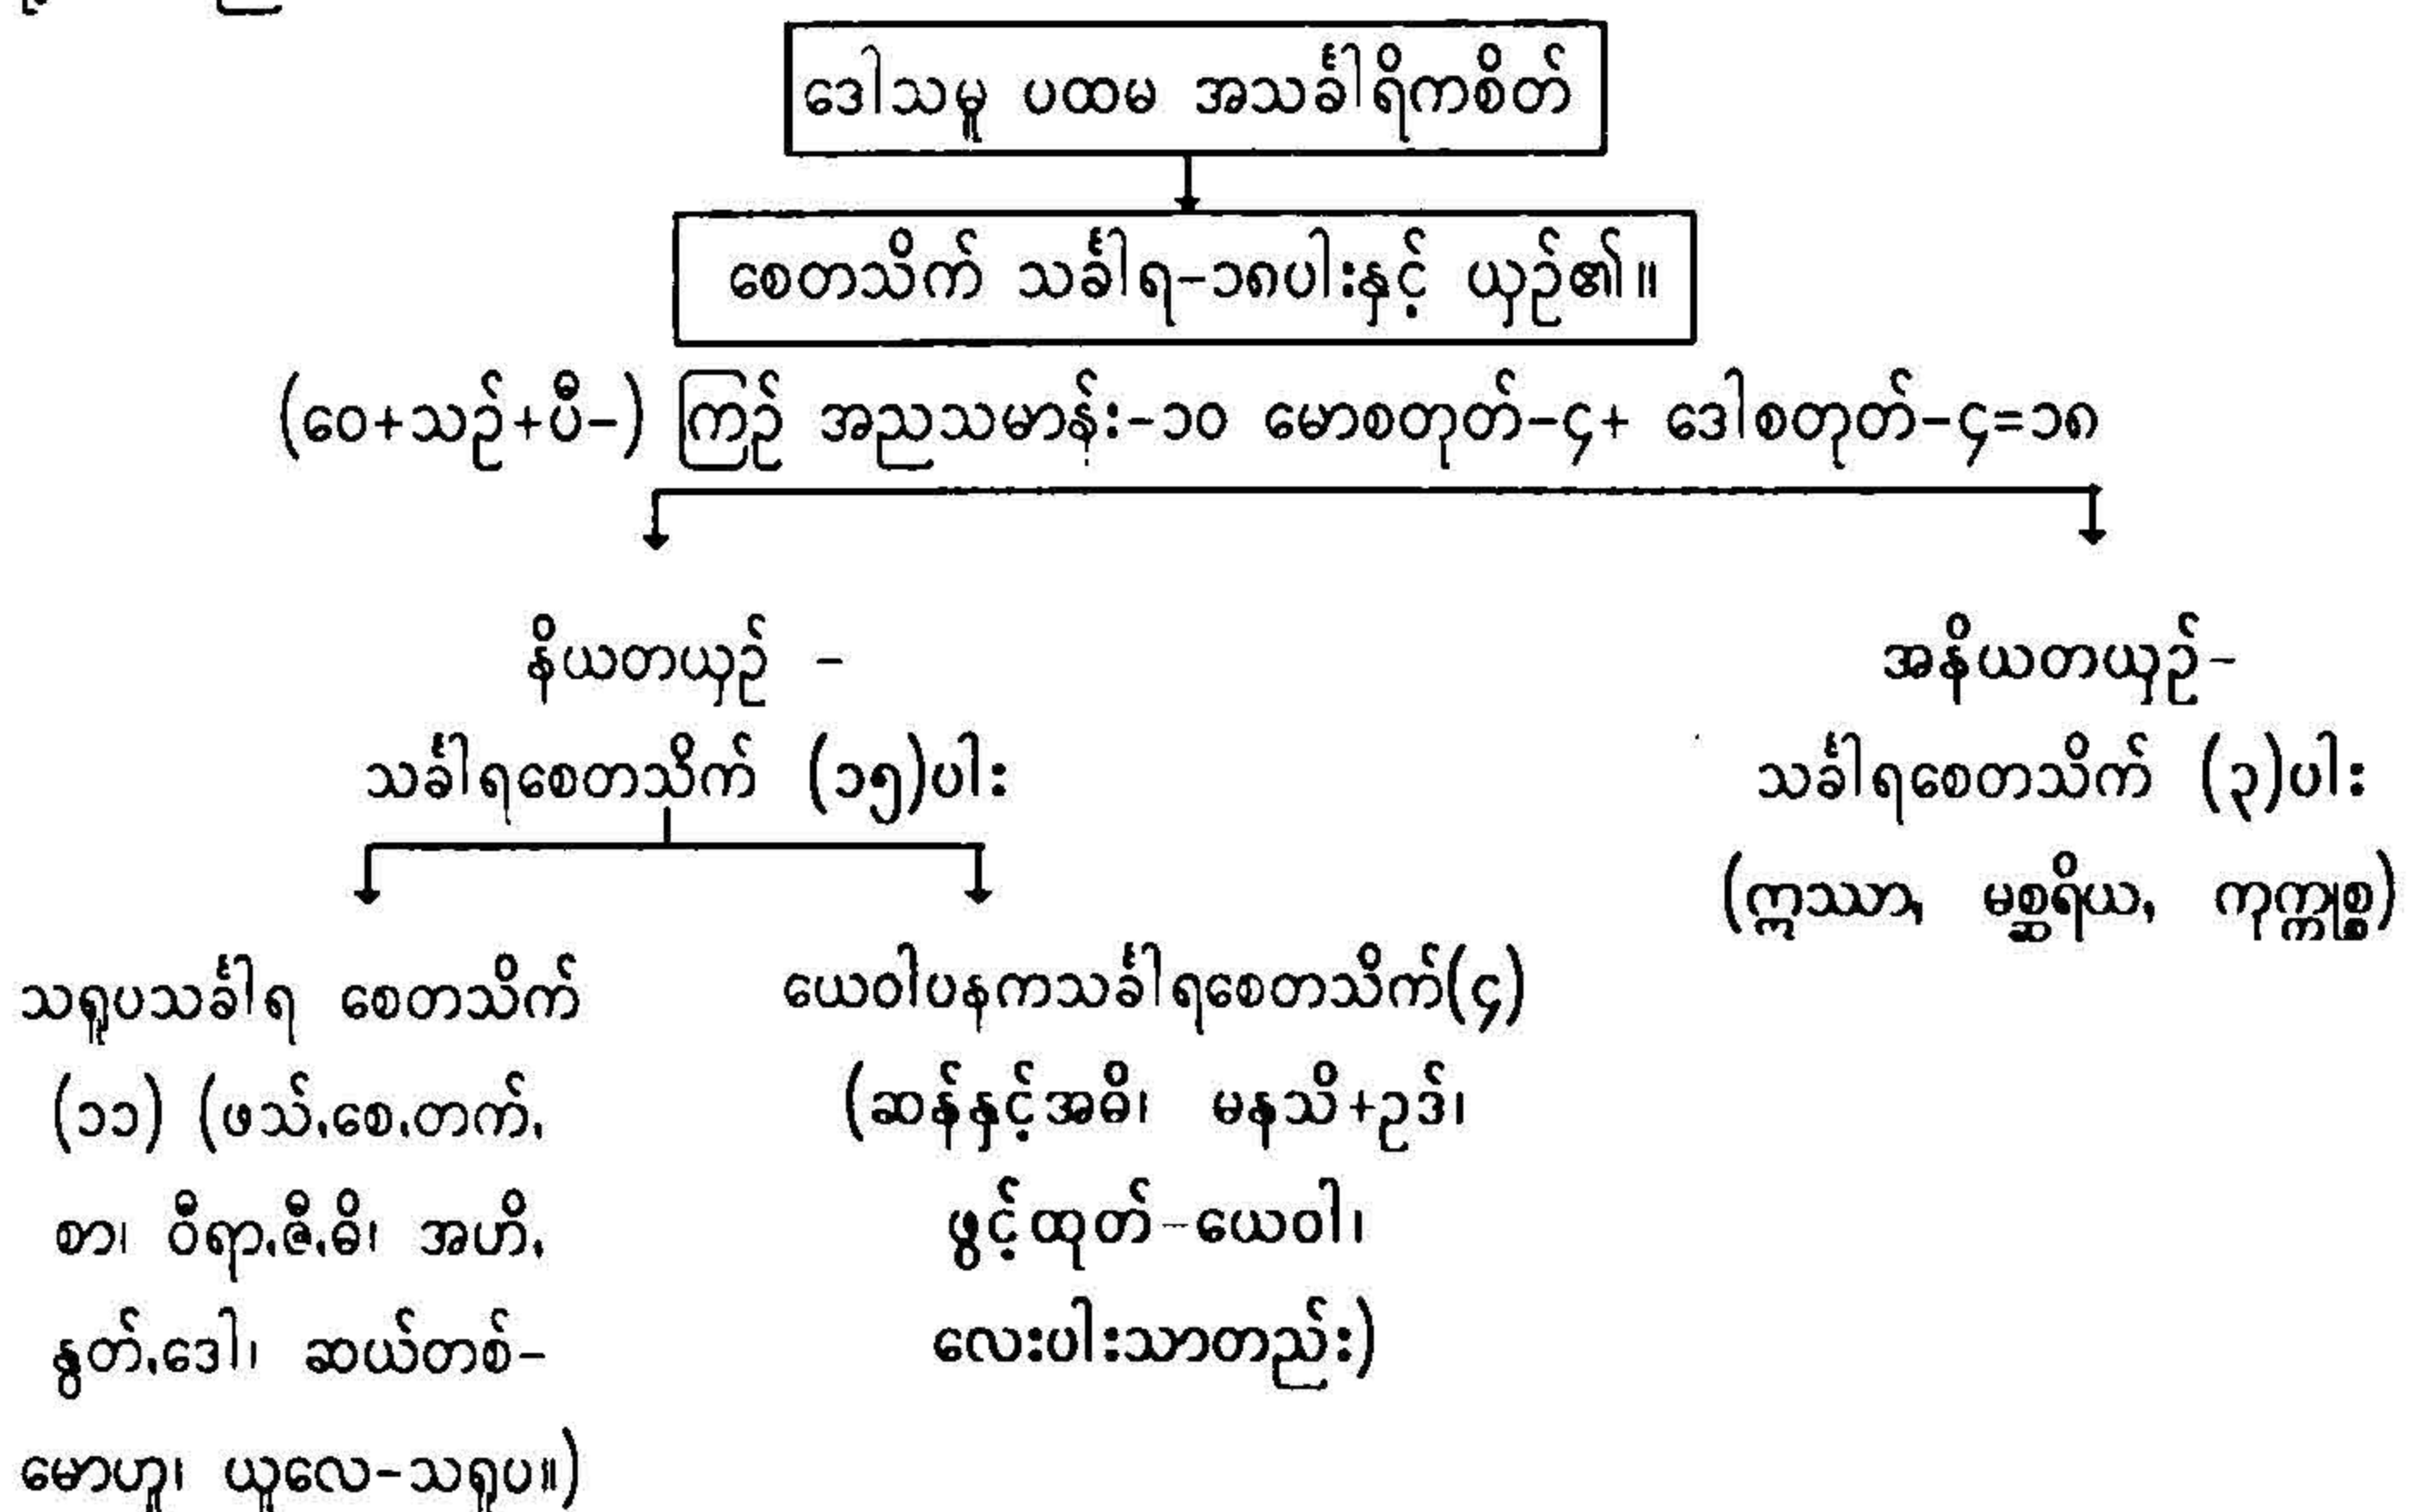 ဒေါသမူ ပထမ အသင်္ခါရိကစိတ်
စေတသိက် သင်္ခါရ-၁၈ပါးနှင့် ယှဉ်၏။
(ဝေ+သဉ်+ပီ-) ကြဉ် အညသမာန်း-၁၀ မောစတုတ်-၄+ ဒေါစတုတ်-၄=၁၈
နိယတယှဉ် -
သင်္ခါရစေတသိက် (၁၅)ပါး
အနိယတယှဉ်-
သင်္ခါရစေတသိက် (၃)ပါး
(ဣဿာ, မစ္ဆရိယ, ကုက္ကုစ္စ)
သရူပသင်္ခါရ စေတသိက်
(၁၁) (ဖသ်,စေ,တက်,
စာ၊ ဝီရာ,ဇီ,ဓိ၊ အဟိ,
နွတ်,ဒေါ၊ ဆယ်တစ်-
မောဟူ၊ ယူလေ-သရူပ။)
ယေဝါပနကသင်္ခါရစေတသိက်(၄)
(ဆန်နှင့်အဓိ၊ မနသိ+ဥဒ်၊
ဖွင့်ထုတ်-ယေဝါ၊
လေးပါးသာတည်း)